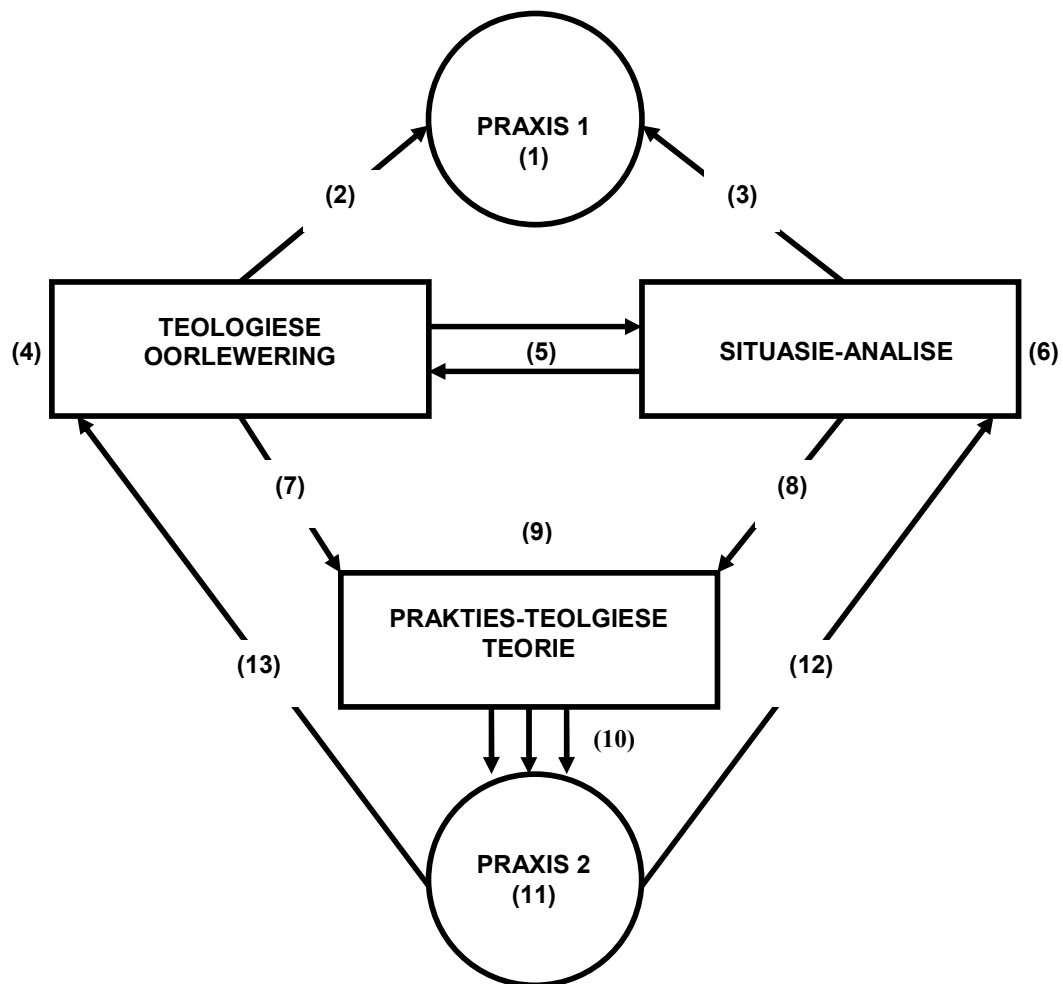 PRAXIS 1
(1)
(2)
(3)
(4)
TEOLOGIESE
OORLEWERING
(5)
SITUASIE-ANALISE
(6)
(7)
(8)
(9)
PRAKTIES-TEOLGIESE
TEORIE
(13)
(12)
(10)
PRAXIS 2
(11)